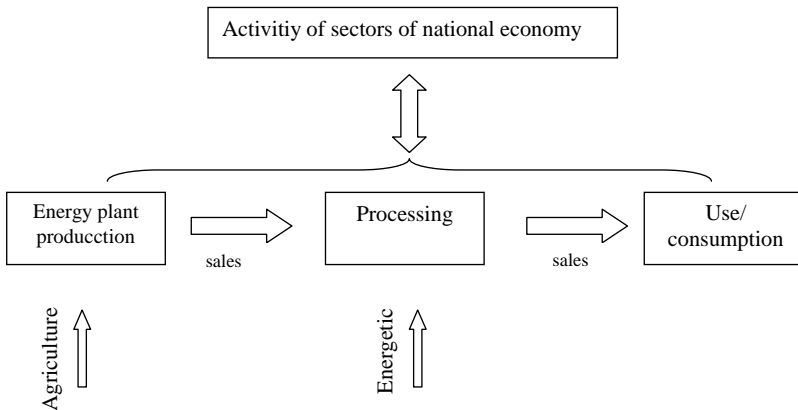 Activitiy of sectors of national economy
Energy plant
producction
Processing
Use/
consumption
sales
sales
Agriculture
Energetic